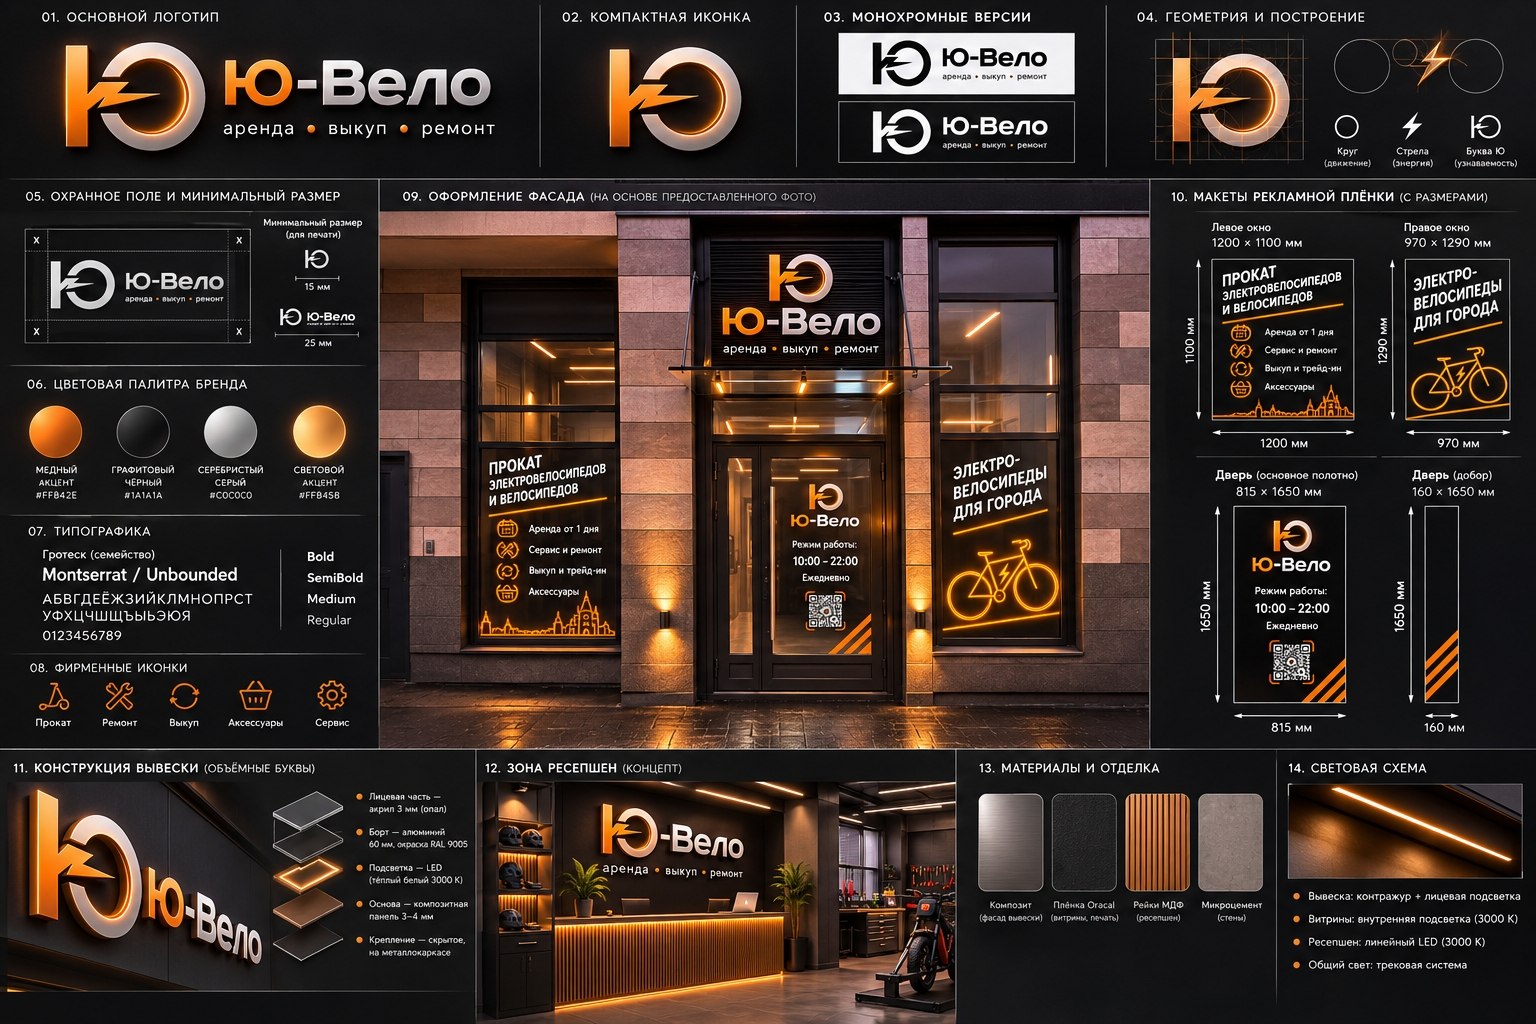 01. ОСНОВНОЙ ЛОГОТИП
Ю-Вело
аренда • выкуп • ремонт
02. КОМПАКТНАЯ ИКОНКА
03. МОНОХРОМНЫЕ ВЕРСИИ
Ю-Вело
аренда • выкуп • ремонт
Ю-Вело
аренда • выкуп • ремонт
04. ГЕОМЕТРИЯ И ПОСТРОЕНИЕ
Круг
(движение)
Стрела
(энергия)
Буква Ю
(узнаваемость)
05. ОХРАННОЕ ПОЛЕ И МИНИМАЛЬНЫЙ РАЗМЕР
X
X
Ю-Вело
аренда • выкуп • ремонт
X
X
Минимальный размер
(для печати)
15 мм
Ю-Вело
25 мм
06. ЦВЕТОВАЯ ПАЛИТРА БРЕНДА
МЕДНЫЙ
АКЦЕНТ
#FF842E
ГРАФИТОВЫЙ
ЧЁРНЫЙ
#1A1A1A
СЕРЕБРИСТЫЙ
СЕРЫЙ
#C0C0C0
СВЕТОВОЙ
АКЦЕНТ
#FFB458
07. ТИПОГРАФИКА
Гротеск (семейство)
Montserrat / Unbounded
АБВГДЕЁЖЗИЙКЛМНОПРСТ
УФХЦЧШЩЪЫЬЭЮЯ
0123456789
Bold
SemiBold
Medium
Regular
08. ФИРМЕННЫЕ ИКОНКИ
Прокат
Ремонт
Выкуп
Аксессуары
Сервис
09. ОФОРМЛЕНИЕ ФАСАДА (НА ОСНОВЕ ПРЕДОСТАВЛЕННОГО ФОТО)
Ю-Вело
аренда • выкуп • ремонт
ПРОКАТ
ЭЛЕКТРОВЕЛОСИПЕДОВ
И ВЕЛОСИПЕДОВ
Аренда от 1 дня
Сервис и ремонт
Выкуп и трейд-ин
Аксессуары
Ю-Вело
Режим работы:
10:00 – 22:00
Ежедневно
ЭЛЕКТРО-
ВЕЛОСИПЕДЫ
ДЛЯ ГОРОДА
10. МАКЕТЫ РЕКЛАМНОЙ ПЛЁНКИ (С РАЗМЕРАМИ)
Левое окно
1200 × 1100 мм
1100 мм
ПРОКАТ
ЭЛЕКТРОВЕЛОСИПЕДОВ
И ВЕЛОСИПЕДОВ
Аренда от 1 дня
Сервис и ремонт
Выкуп и трейд-ин
Аксессуары
1200 мм
Правое окно
970 × 1290 мм
1290 мм
ЭЛЕКТРО-
ВЕЛОСИПЕДЫ
ДЛЯ ГОРОДА
970 мм
Дверь (основное полотно)
815 × 1650 мм
1650 мм
Ю-Вело
Режим работы:
10:00 – 22:00
Ежедневно
815 мм
Дверь (добор)
160 × 1650 мм
1650 мм
160 мм
11. КОНСТРУКЦИЯ ВЫВЕСКИ (ОБЪЁМНЫЕ БУКВЫ)
Ю-Вело
Лицевая часть —
акрил 3 мм (опал)
Борт — алюминий
60 мм, окраска RAL 9005
Подсветка — LED
(тёплый белый 3000 К)
Основа — композитная
панель 3–4 мм
Крепление — скрытое,
на металлокаркасе
12. ЗОНА РЕСЕПШЕН (КОНЦЕПТ)
Ю-Вело
аренда • выкуп • ремонт
13. МАТЕРИАЛЫ И ОТДЕЛКА
Композит
(фасад вывески)
Плёнка Oracal
(витрины, печать)
Рейки МДФ
(ресепшен)
Микроцемент
(стены)
14. СВЕТОВАЯ СХЕМА
Вывеска: контражур + лицевая подсветка
Витрины: внутренняя подсветка (3000 К)
Ресепшен: линейный LED (3000 К)
Общий свет: трековая система